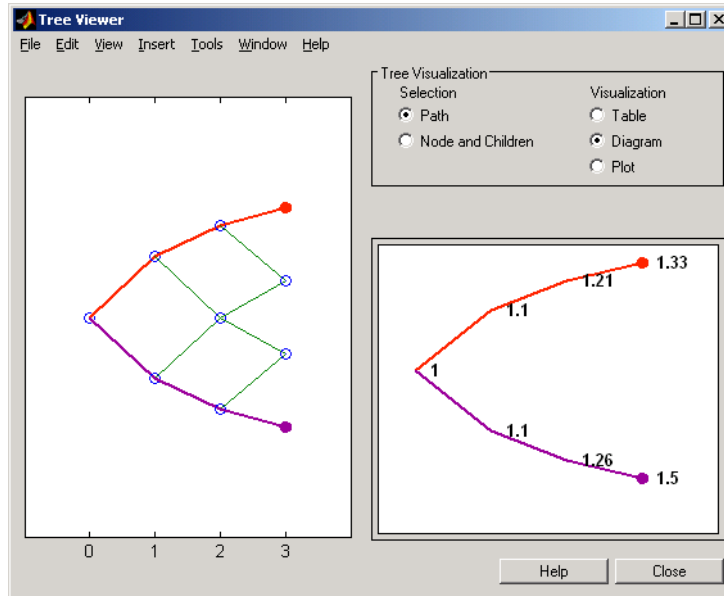 Tree Viewer
File Edit View Insert Tools Window Help
Tree Visualization
Selection
Path
Node and Children
Visualization
Table
Diagram
Plot
0 1 2 3
1.33
1.21
1.1
1
1.1
1.26
1.5
Help
Close